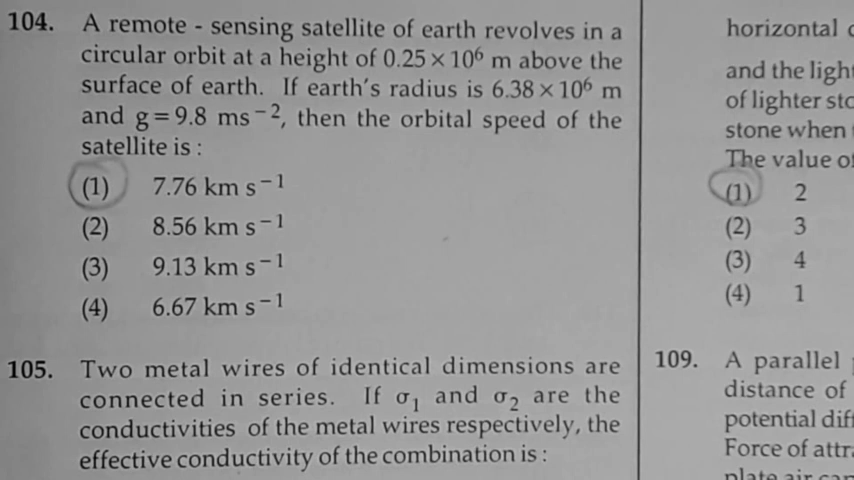 104. A remote - sensing satellite of earth revolves in a
circular orbit at a height of 0.25 × 10⁶ m above the
surface of earth. If earth's radius is 6.38 × 10⁶ m
and g = 9.8 ms⁻², then the orbital speed of the
satellite is :
(1) 7.76 km s⁻¹
(2) 8.56 km s⁻¹
(3) 9.13 km s⁻¹
(4) 6.67 km s⁻¹
105. Two metal wires of identical dimensions are
connected in series. If σ₁ and σ₂ are the
conductivities of the metal wires respectively, the
effective conductivity of the combination is :
horizontal
and the
of lighter
stone when
The value
(1) 2
(2) 3
(3) 4
(4) 1
109. A parallel
distance of
potential
Force of
plate air